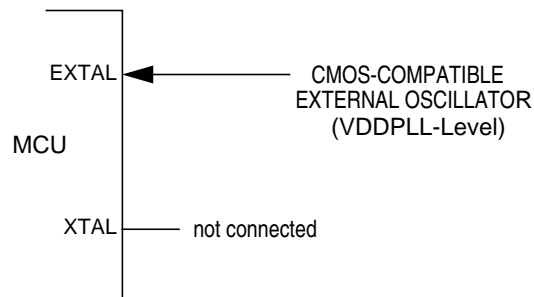 EXTAL
CMOS-COMPATIBLE
EXTERNAL OSCILLATOR
(VDDPLL-Level)
MCU
XTAL
not connected